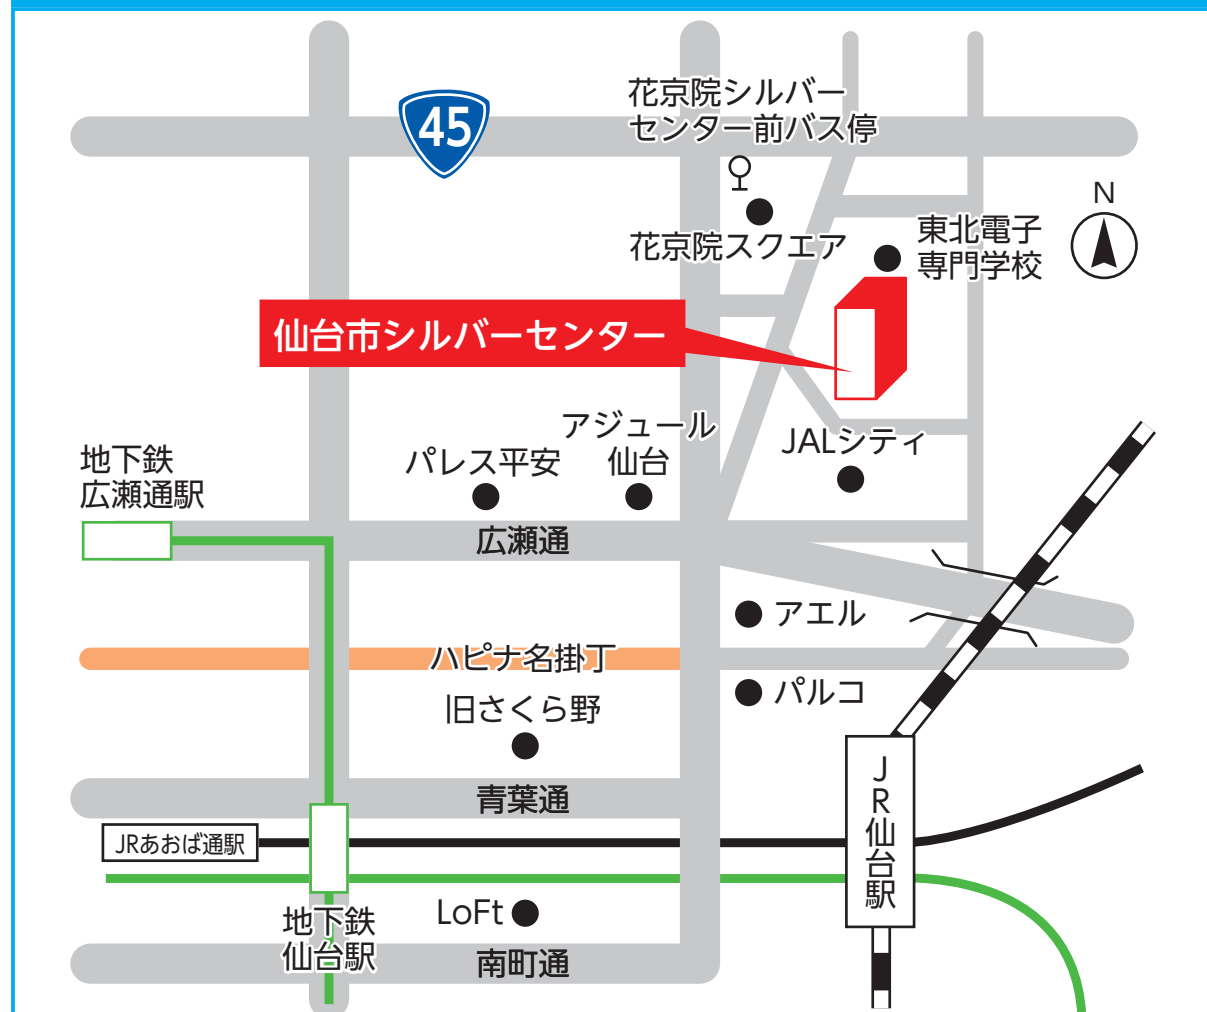 45
花京院シルバー
センター前バス停
N
花京院スクエア
東北電子
専門学校
仙台市シルバーセンター
アジュール
仙台
パレス平安
JALシティ
地下鉄
広瀬通駅
広瀬通
アエル
ハピナ名掛丁
パルコ
旧さくら野
青葉通
JR仙台駅
JRあおば通駅
LoFt
地下鉄
仙台駅
南町通